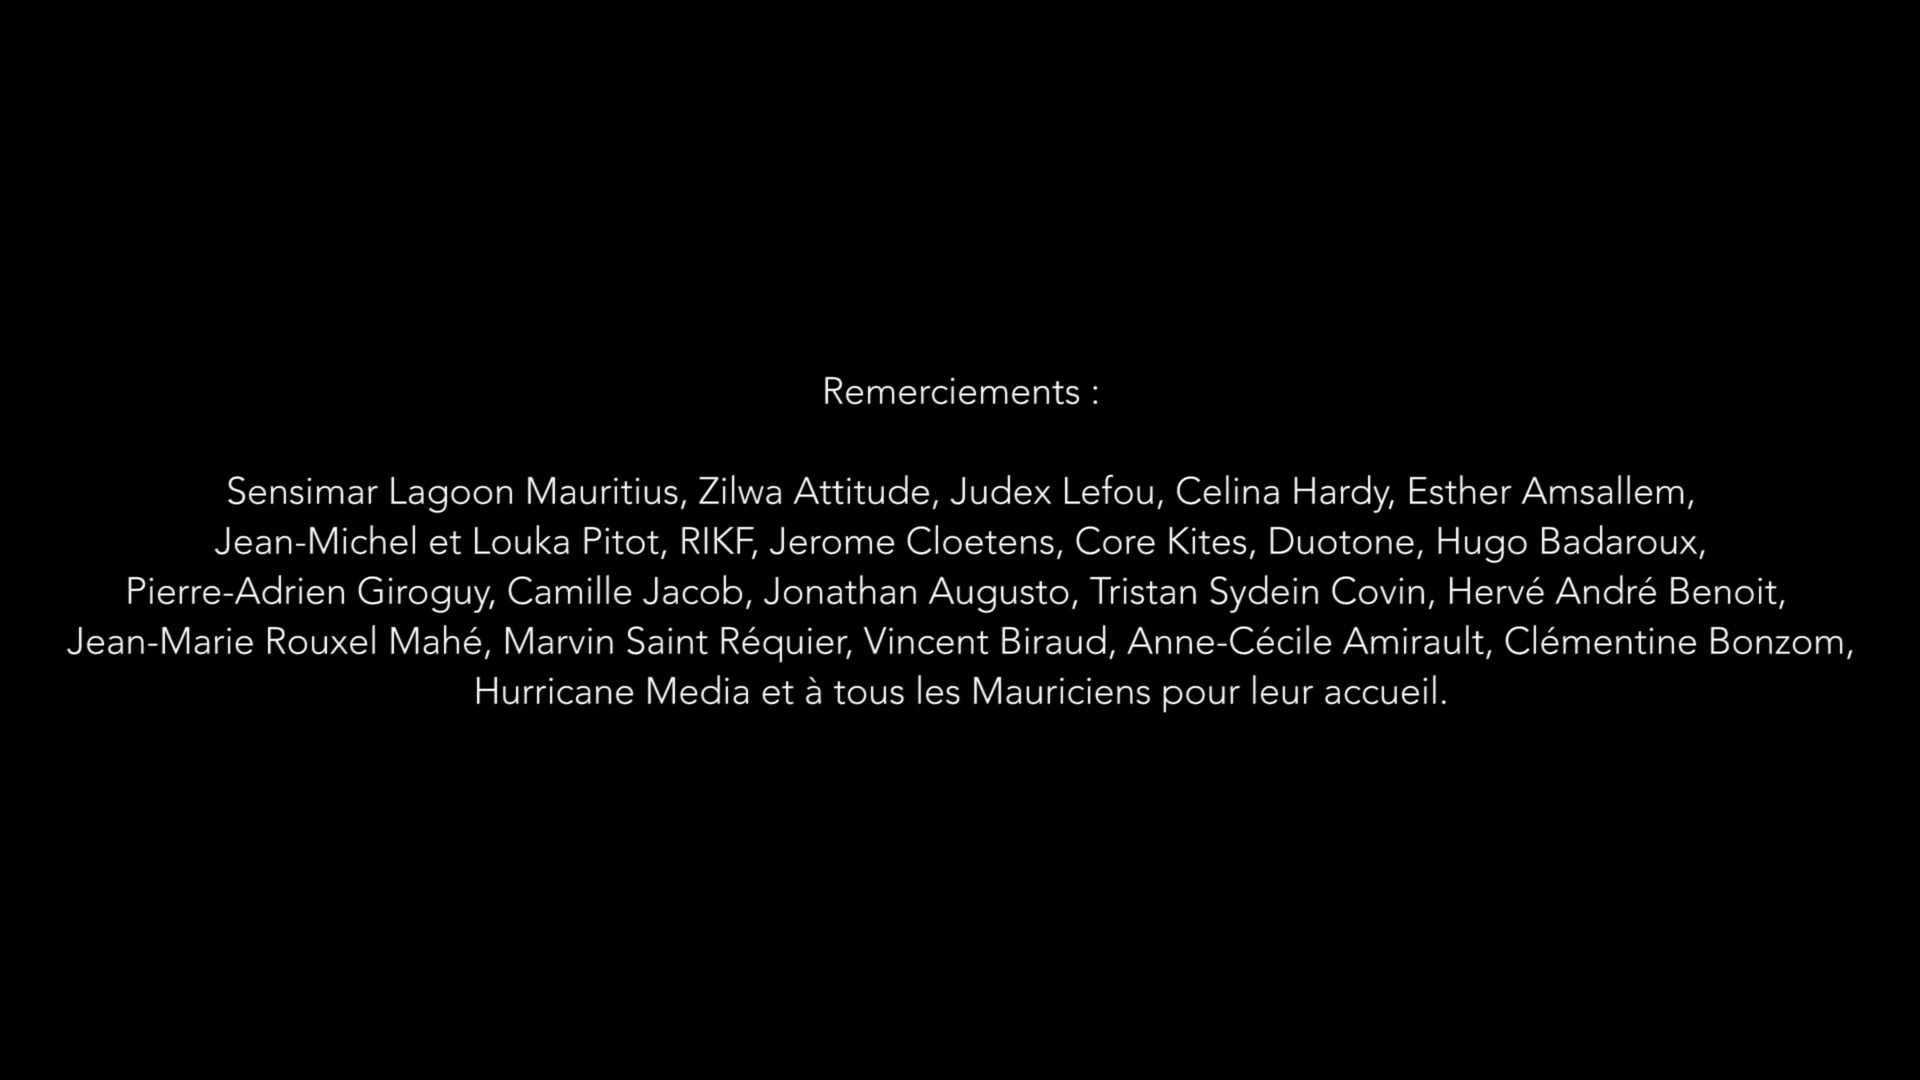 Remerciements :
Sensimar Lagoon Mauritius, Zilwa Attitude, Judex Lefou, Celina Hardy, Esther Amsallem,
Jean-Michel et Louka Pitot, RIKF, Jerome Cloetens, Core Kites, Duotone, Hugo Badaroux,
Pierre-Adrien Giroguy, Camille Jacob, Jonathan Augusto, Tristan Sydein Covin, Hervé André Benoit,
Jean-Marie Rouxel Mahé, Marvin Saint Réquier, Vincent Biraud, Anne-Cécile Amirault, Clémentine Bonzom,
Hurricane Media et à tous les Mauriciens pour leur accueil.